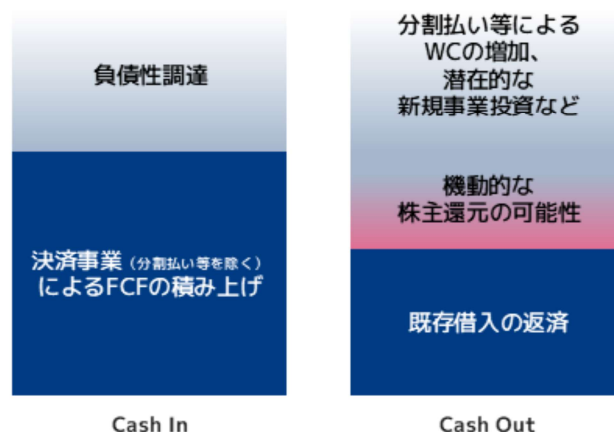 負債性調達
決済事業（分割払い等を除く）
によるFCFの積み上げ
Cash In
分割払い等による
WCの増加、
潜在的な
新規事業投資など
機動的な
株主還元の可能性
既存借入の返済
Cash Out